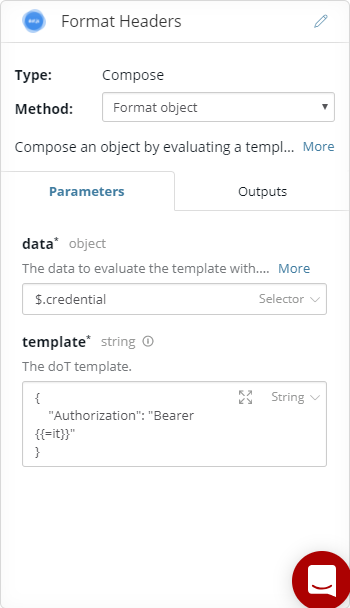 Format Headers
Type: Compose
Method: Format object
Compose an object by evaluating a templ... More
Parameters Outputs
data* object
The data to evaluate the template with.... More
$.credential Selector
template* string
The doT template.
{ String
"Authorization": "Bearer
{{=it}}"
}